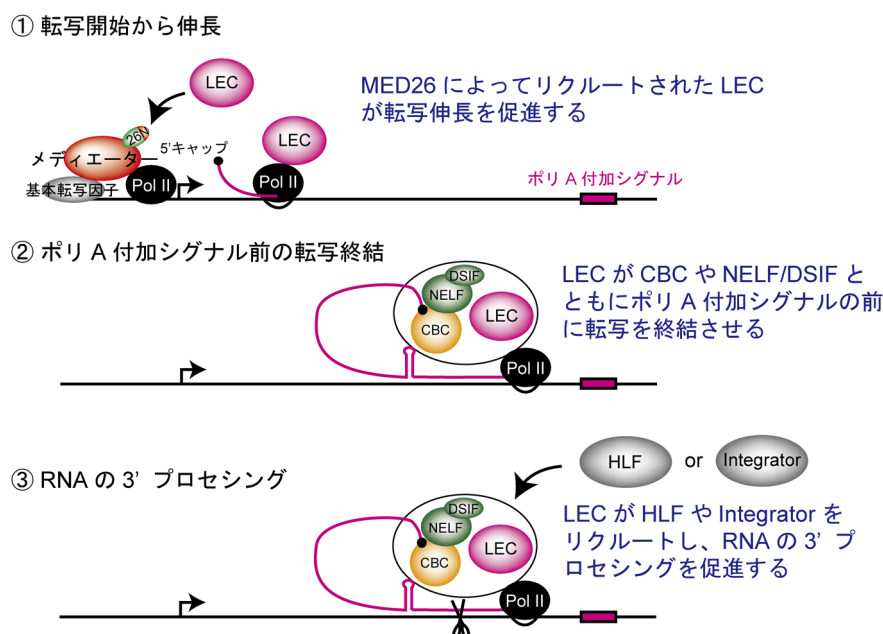 ① 転写開始から伸長
LEC
MED26 によってリクルートされた LEC
が転写伸長を促進する
26N
LEC
メディエーター
5’キャップ
基本転写因子
Pol II
Pol II
ポリ A 付加シグナル
② ポリ A 付加シグナル前の転写終結
DSIF
NELF
LEC
CBC
Pol II
LEC が CBC や NELF/DSIF と
ともにポリ A 付加シグナルの前
に転写を終結させる
③ RNA の 3’ プロセシング
HLF or Integrator
DSIF
NELF
LEC
CBC
Pol II
LEC が HLF や Integrator を
リクルートし、RNA の 3’ プ
ロセシングを促進する